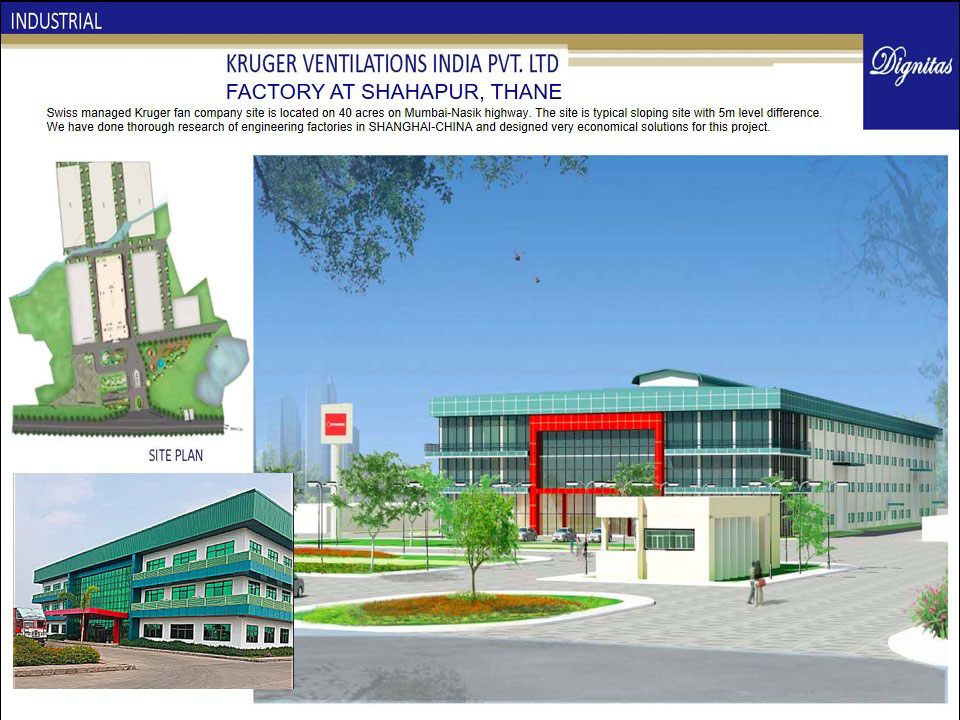 INDUSTRIAL
KRUGER VENTILATIONS INDIA PVT. LTD
FACTORY AT SHAHAPUR, THANE
Dignitas
Swiss managed Kruger fan company site is located on 40 acres on Mumbai-Nasik highway. The site is typical sloping site with 5m level difference.
We have done thorough research of engineering factories in SHANGHAI-CHINA and designed very economical solutions for this project.
SITE PLAN